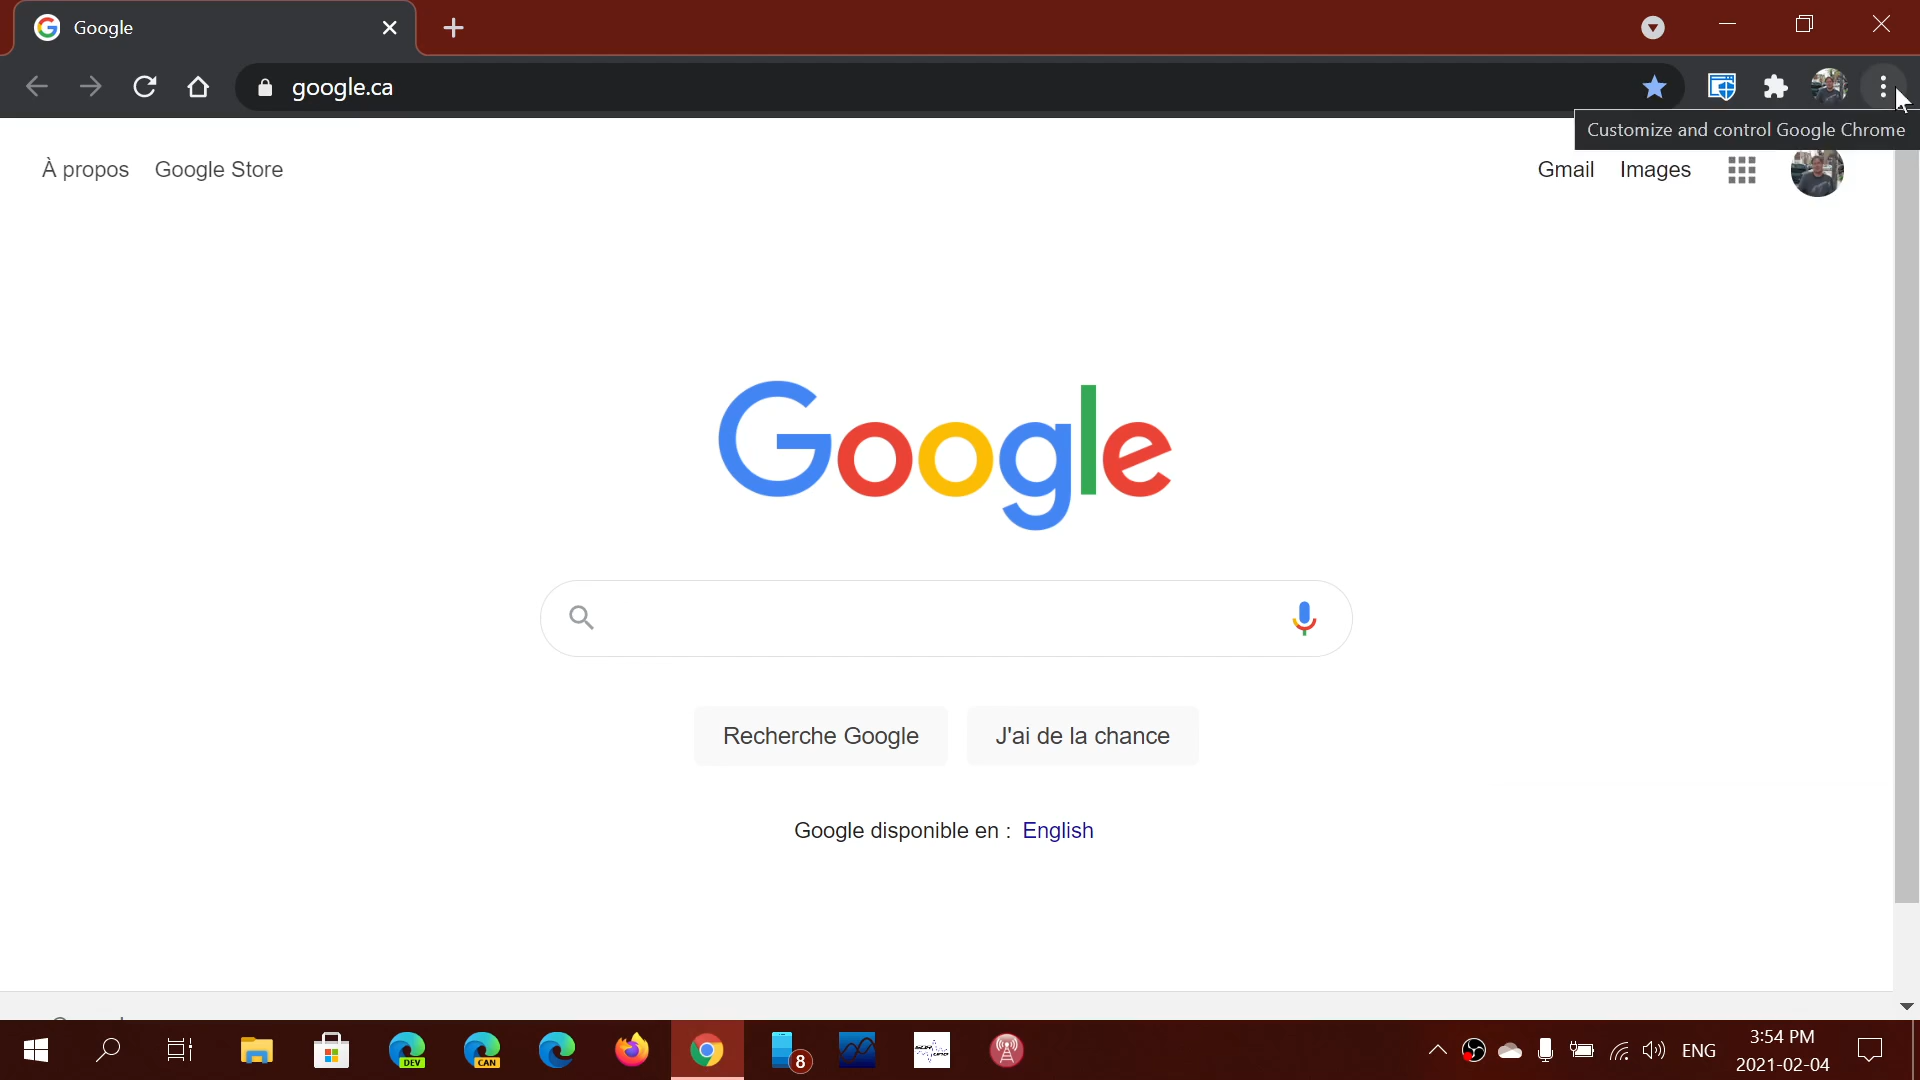 Google
google.ca
Customize and control Google Chrome
À propos Google Store
Gmail Images
Google
Recherche Google J'ai de la chance
Google disponible en : English
DEV CAN 8
ENG 3:54 PM
2021-02-04